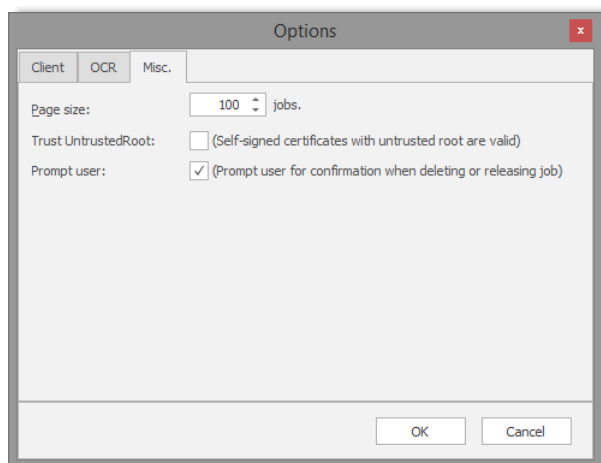 Options
x
Client OCR Misc.
Page size: 100 jobs.
Trust UntrustedRoot: (Self-signed certificates with untrusted root are valid)
Prompt user: (Prompt user for confirmation when deleting or releasing job)
OK Cancel